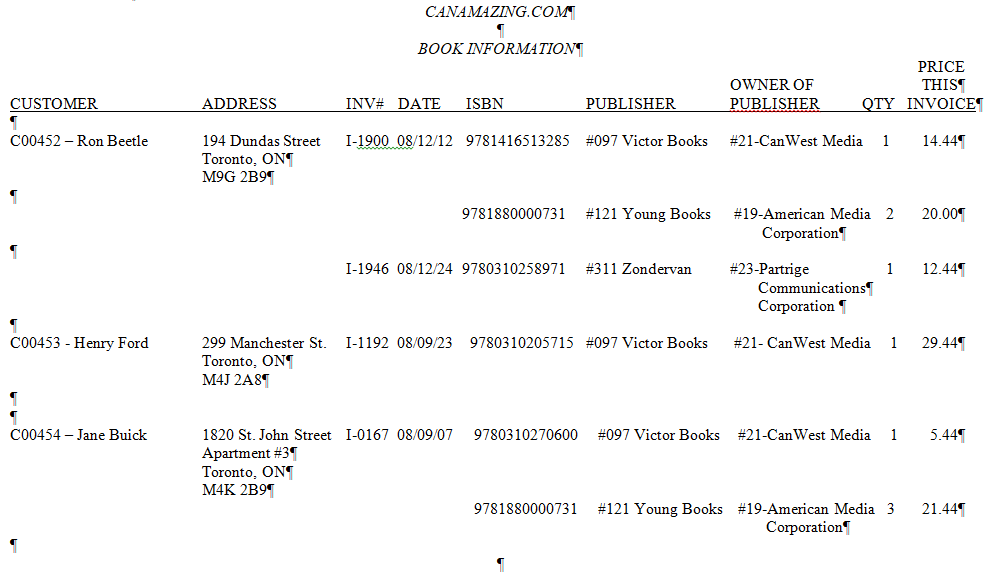 CANAMAZING.COM¶
¶
BOOK INFORMATION¶
PRICE
OWNER OF THIS¶
CUSTOMER ADDRESS INV# DATE ISBN PUBLISHER PUBLISHER QTY INVOICE¶
¶
C00452 – Ron Beetle 194 Dundas Street I-1900 08/12/12 9781416513285 #097 Victor Books #21-CanWest Media 1 14.44¶
Toronto, ON¶
M9G 2B9¶
¶
9781880000731 #121 Young Books #19-American Media 2 20.00¶
Corporation¶
¶
I-1946 08/12/24 9780310258971 #311 Zondervan #23-Partrige 1 12.44¶
Communications¶
Corporation ¶
¶
C00453 - Henry Ford 299 Manchester St. I-1192 08/09/23 9780310205715 #097 Victor Books #21- CanWest Media 1 29.44¶
Toronto, ON¶
M4J 2A8¶
¶
¶
C00454 – Jane Buick 1820 St. John Street I-0167 08/09/07 9780310270600 #097 Victor Books #21-CanWest Media 1 5.44¶
Apartment #3¶
Toronto, ON¶
M4K 2B9¶
9781880000731 #121 Young Books #19-American Media 3 21.44¶
Corporation¶
¶
¶